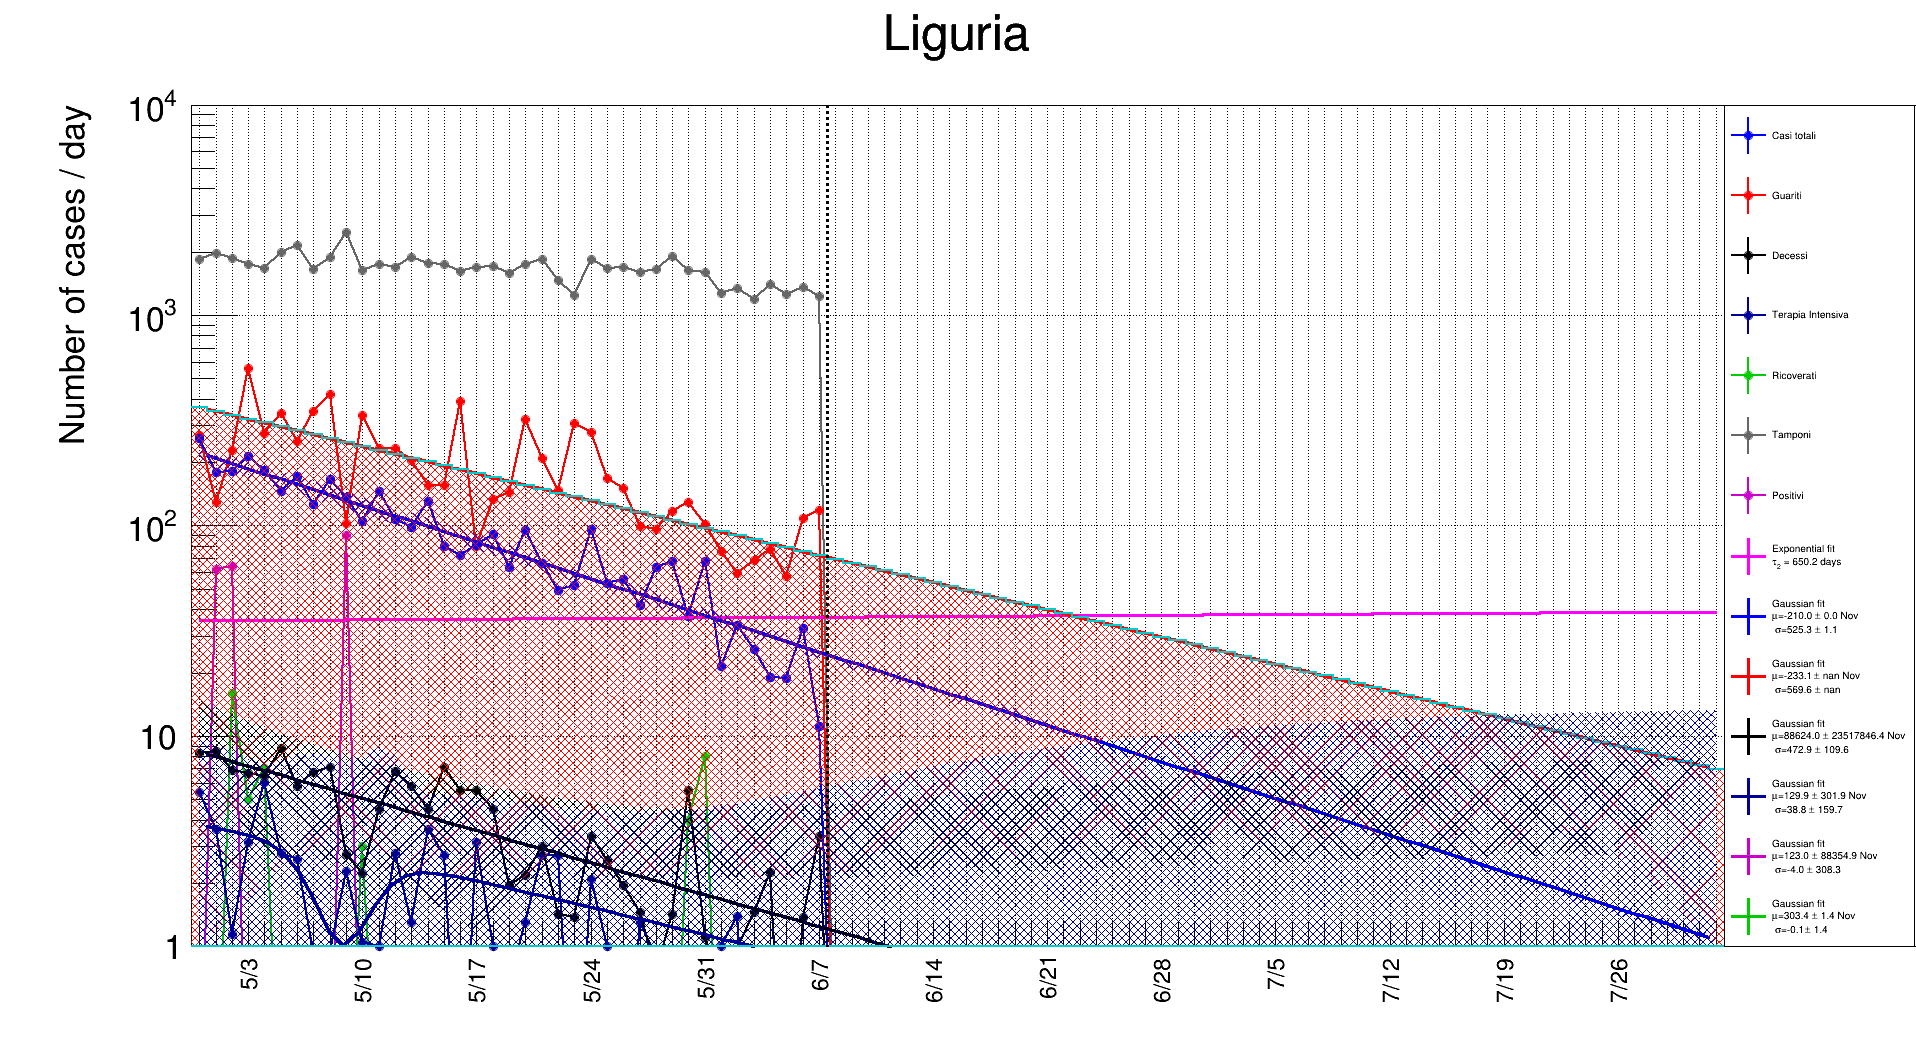 Liguria
Number of cases / day
10^4
10^3
10^2
10
1
5/3
5/10
5/17
5/24
5/31
6/7
6/14
6/21
6/28
7/5
7/12
7/19
7/26
Casi totali
Guariti
Decessi
Terapia Intensiva
Ricoverati
Tamponi
Positivi
Exponential fit
τ₂ = 650.2 days
Gaussian fit
μ=-210.0 ± 0.0 Nov
σ=525.3 ± 1.1
Gaussian fit
μ=-233.1 ± nan Nov
σ=569.6 ± nan
Gaussian fit
μ=88624.0 ± 23517846.4 Nov
σ=472.9 ± 109.6
Gaussian fit
μ=129.9 ± 301.9 Nov
σ=38.8 ± 159.7
Gaussian fit
μ=123.0 ± 88354.9 Nov
σ=-4.0 ± 308.3
Gaussian fit
μ=303.4 ± 1.4 Nov
σ=-0.1 ± 1.4